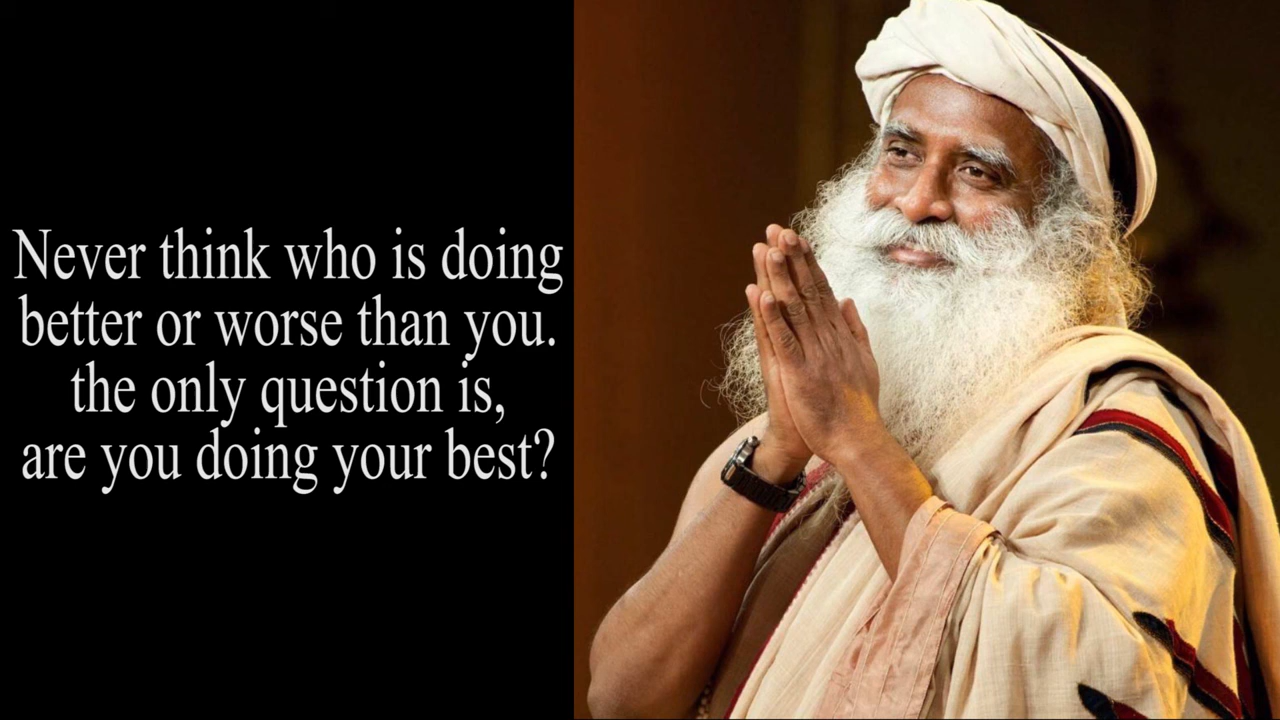 Never think who is doing
better or worse than you.
the only question is,
are you doing your best?